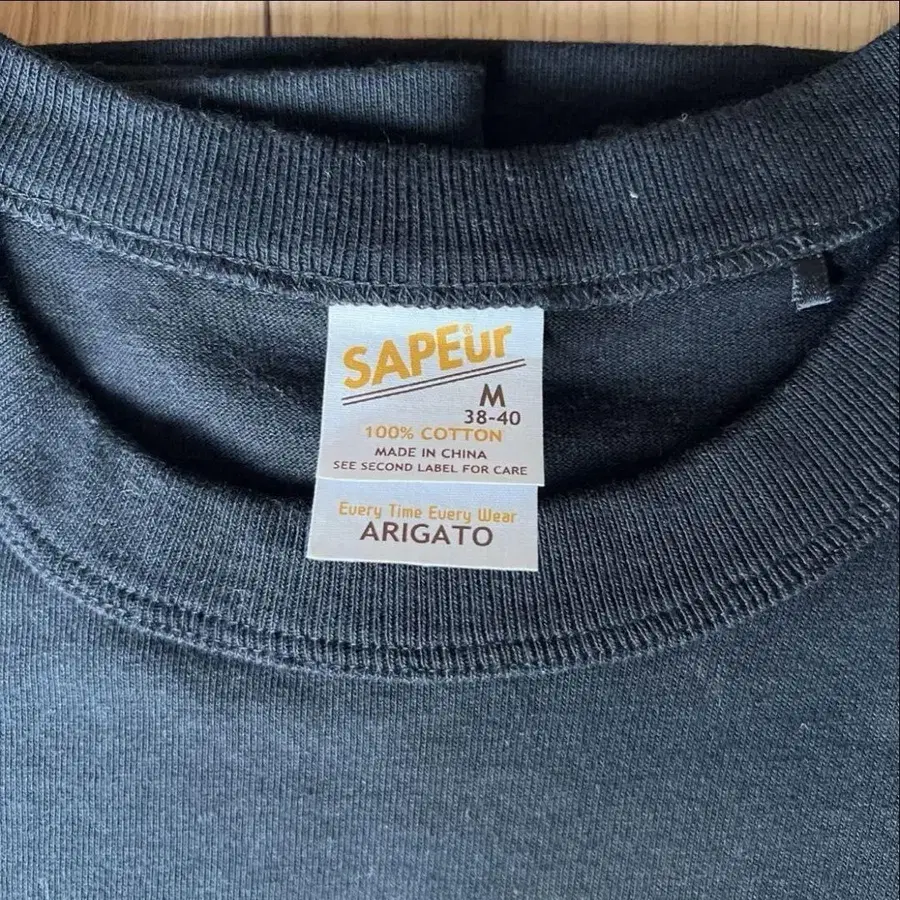 SAPEur®
M
38-40
100% COTTON
MADE IN CHINA
SEE SECOND LABEL FOR CARE
Every Time Every Wear
ARIGATO